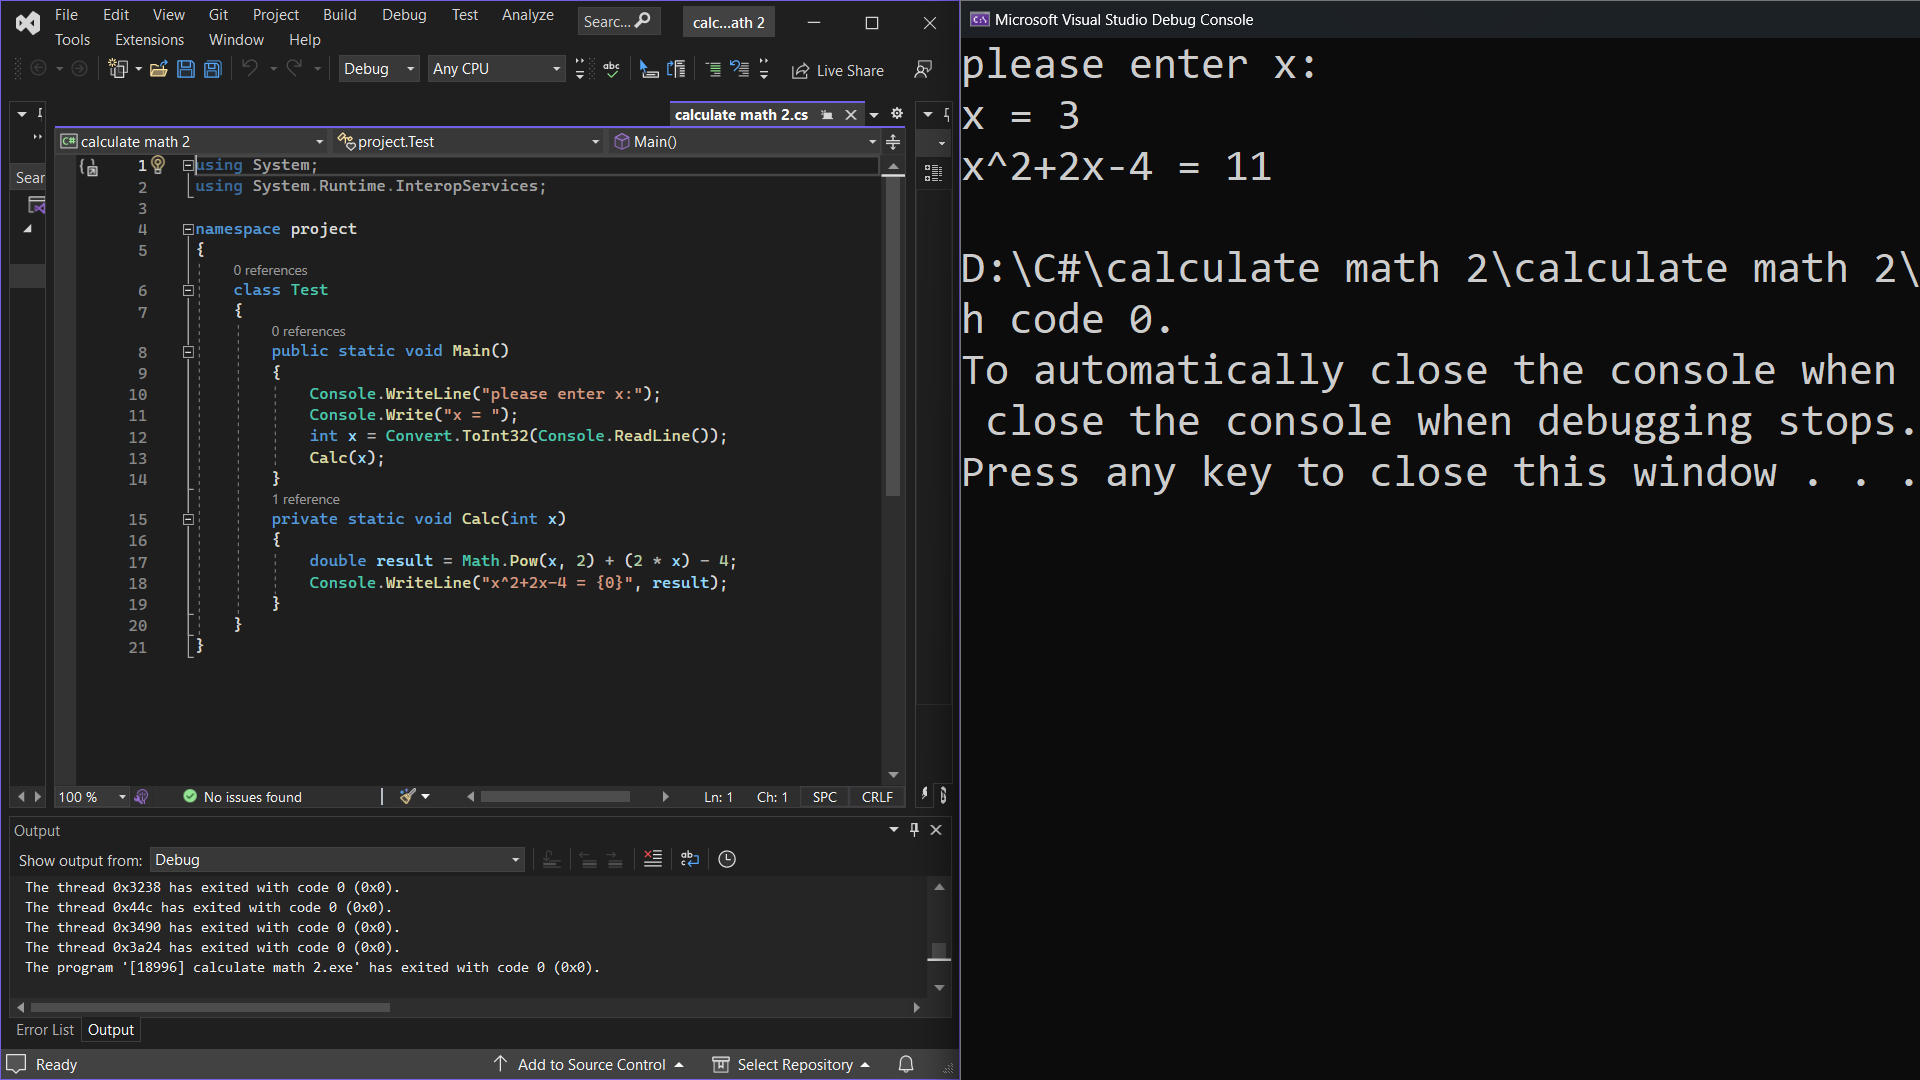 File Edit View Git Project Build Debug Test Analyze Searc... calc...ath 2
Tools Extensions Window Help
Debug Any CPU Live Share
calculate math 2.cs
calculate math 2 project.Test Main()
Sear
1 using System;
2 using System.Runtime.InteropServices;
3
4 namespace project
5 {
0 references
6 class Test
7 {
0 references
8 public static void Main()
9 {
10 Console.WriteLine("please enter x:");
11 Console.Write("x = ");
12 int x = Convert.ToInt32(Console.ReadLine());
13 Calc(x);
14 }
1 reference
15 private static void Calc(int x)
16 {
17 double result = Math.Pow(x, 2) + (2 * x) - 4;
18 Console.WriteLine("x^2+2x-4 = {0}", result);
19 }
20 }
21 }
100 % No issues found Ln: 1 Ch: 1 SPC CRLF
Output
Show output from: Debug
The thread 0x3238 has exited with code 0 (0x0).
The thread 0x44c has exited with code 0 (0x0).
The thread 0x3490 has exited with code 0 (0x0).
The thread 0x3a24 has exited with code 0 (0x0).
The program '[18996] calculate math 2.exe' has exited with code 0 (0x0).
Error List Output
Ready Add to Source Control Select Repository
Microsoft Visual Studio Debug Console
please enter x:
x = 3
x^2+2x-4 = 11
D:\C#\calculate math 2\calculate math 2\
h code 0.
To automatically close the console when
close the console when debugging stops.
Press any key to close this window . . .